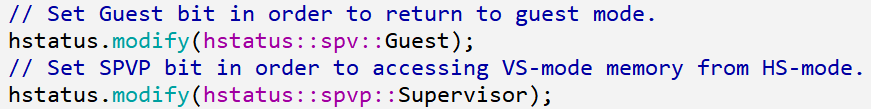 // Set Guest bit in order to return to guest mode.
hstatus.modify(hstatus::spv::Guest);
// Set SPVP bit in order to accessing VS-mode memory from HS-mode.
hstatus.modify(hstatus::spvp::Supervisor);